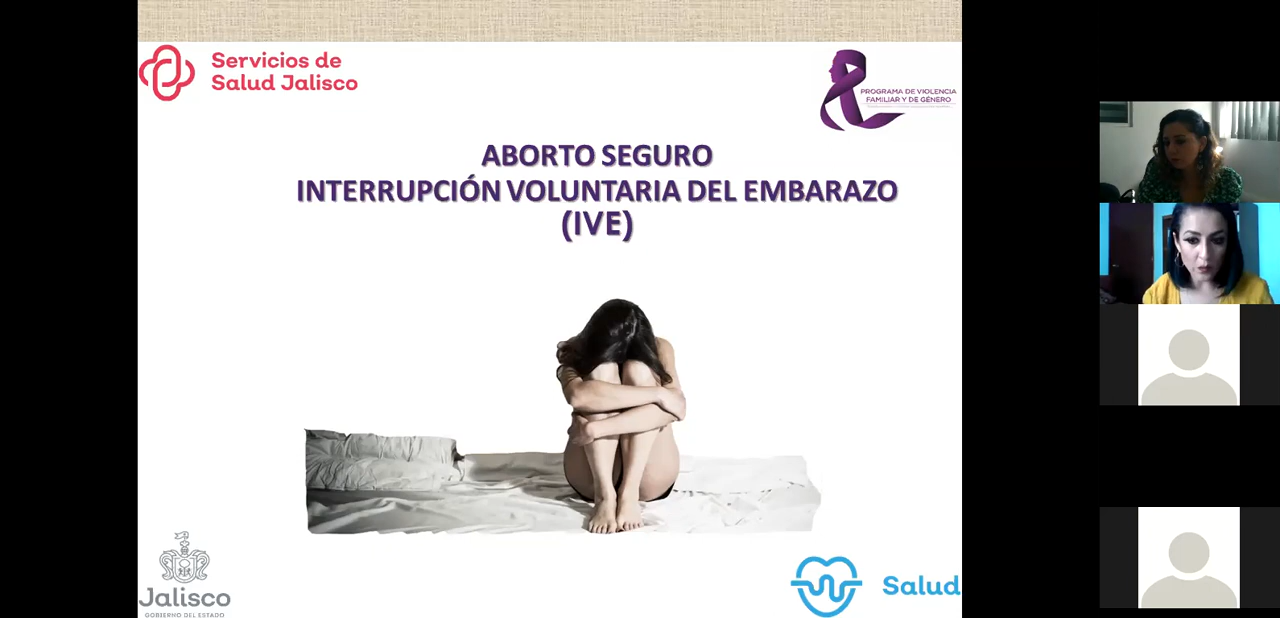 Servicios de
Salud Jalisco
PROGRAMA DE VIOLENCIA
FAMILIAR Y DE GÉNERO
ABORTO SEGURO
INTERRUPCIÓN VOLUNTARIA DEL EMBARAZO
(IVE)
Jalisco
GOBIERNO DEL ESTADO
Salud